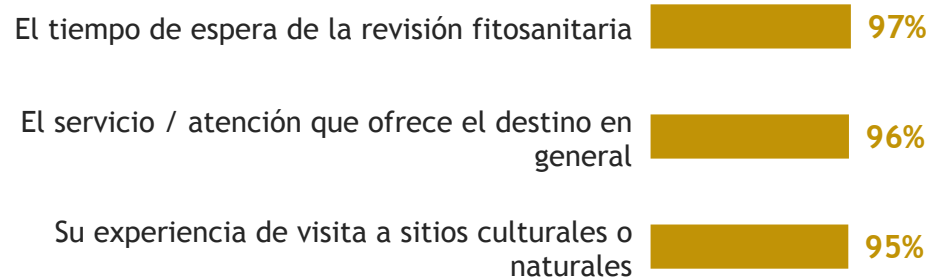 El tiempo de espera de la revisión fitosanitaria 97%
El servicio / atención que ofrece el destino en
general
96%
Su experiencia de visita a sitios culturales o
naturales
95%